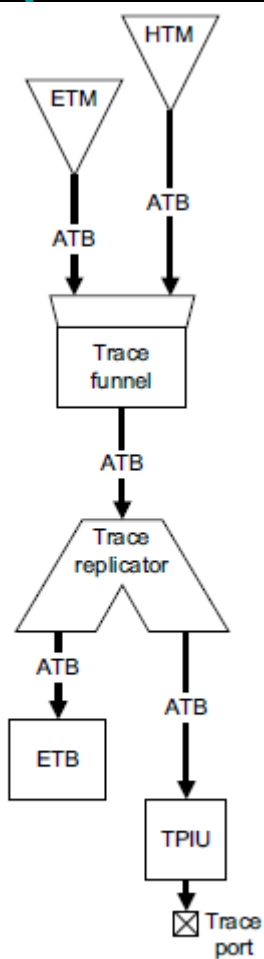 HTM
ETM
ATB
ATB
Trace
funnel
ATB
Trace
replicator
ATB
ATB
ETB
TPIU
Trace
port